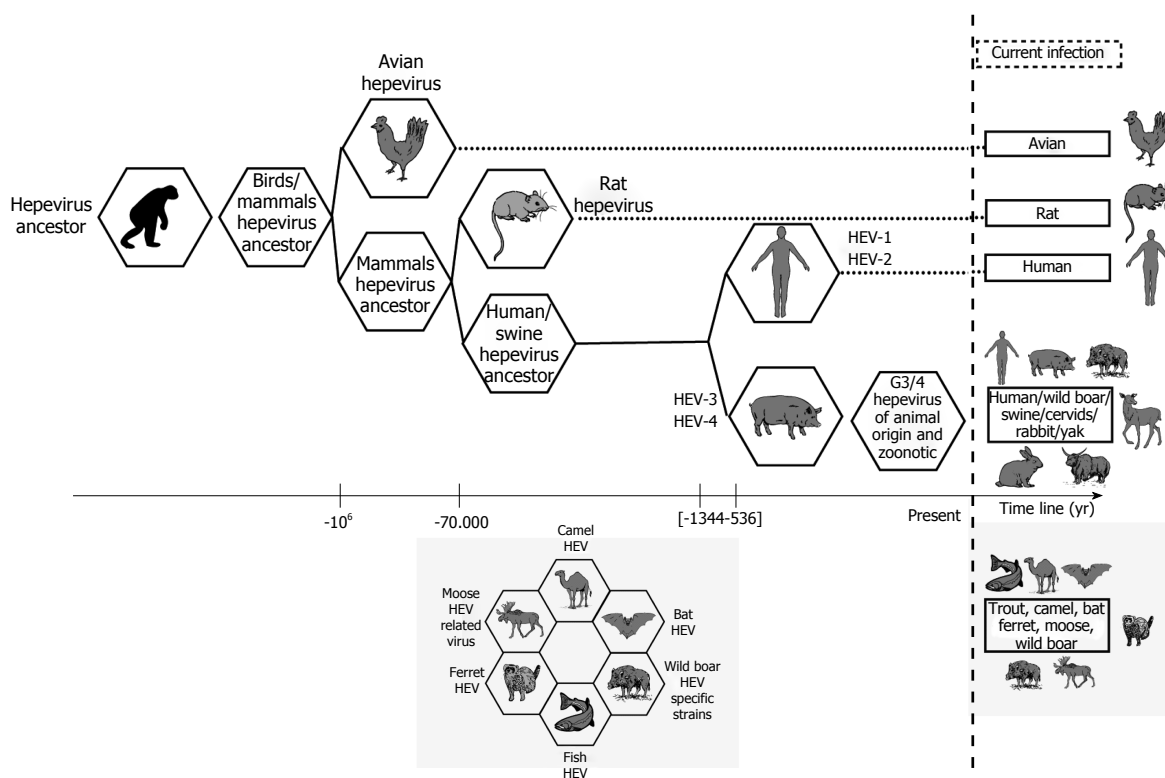 Current infection
Avian
hepevirus
Avian
Hepevirus
ancestor
Birds/
mammals
hepevirus
ancestor
Rat
hepevirus
Rat
Mammals
hepevirus
ancestor
HEV-1
HEV-2
Human
Human/
swine
hepevirus
ancestor
HEV-3
HEV-4
G3/4
hepevirus
of animal
origin and
zoonotic
Human/wild boar/
swine/cervids/
rabbit/yak
-10⁶
-70.000
[-1344-536]
Present
Time line (yr)
Camel
HEV
Moose
HEV
related
virus
Bat
HEV
Ferret
HEV
Wild boar
HEV
specific
strains
Fish
HEV
Trout, camel, bat
ferret, moose,
wild boar